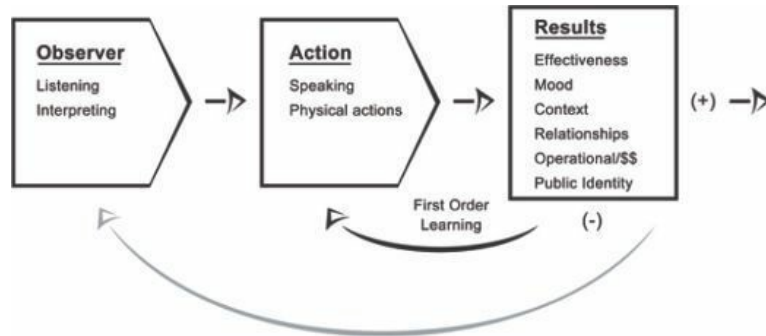 Observer
Listening
Interpreting
Action
Speaking
Physical actions
Results
Effectiveness
Mood
Context
Relationships
Operational/$$
Public Identity
(+)
(-)
First Order
Learning